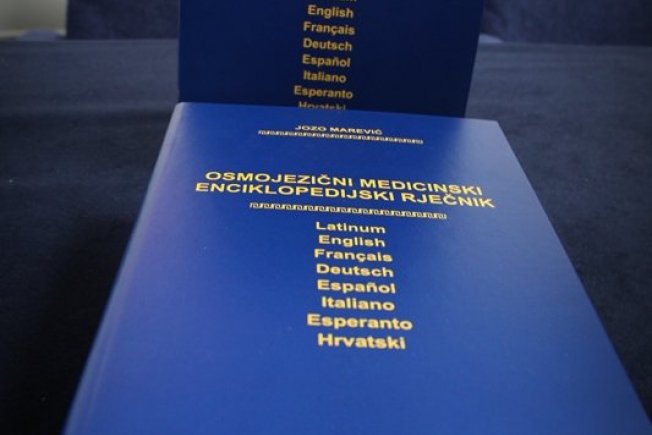 English
Français
Deutsch
Español
Italiano
Esperanto
Hrvatski
JOZO MAREVIĆ
OSMOJEZIČNI MEDICINSKI
ENCIKLOPEDIJSKI RJEČNIK
Latinum
English
Français
Deutsch
Español
Italiano
Esperanto
Hrvatski